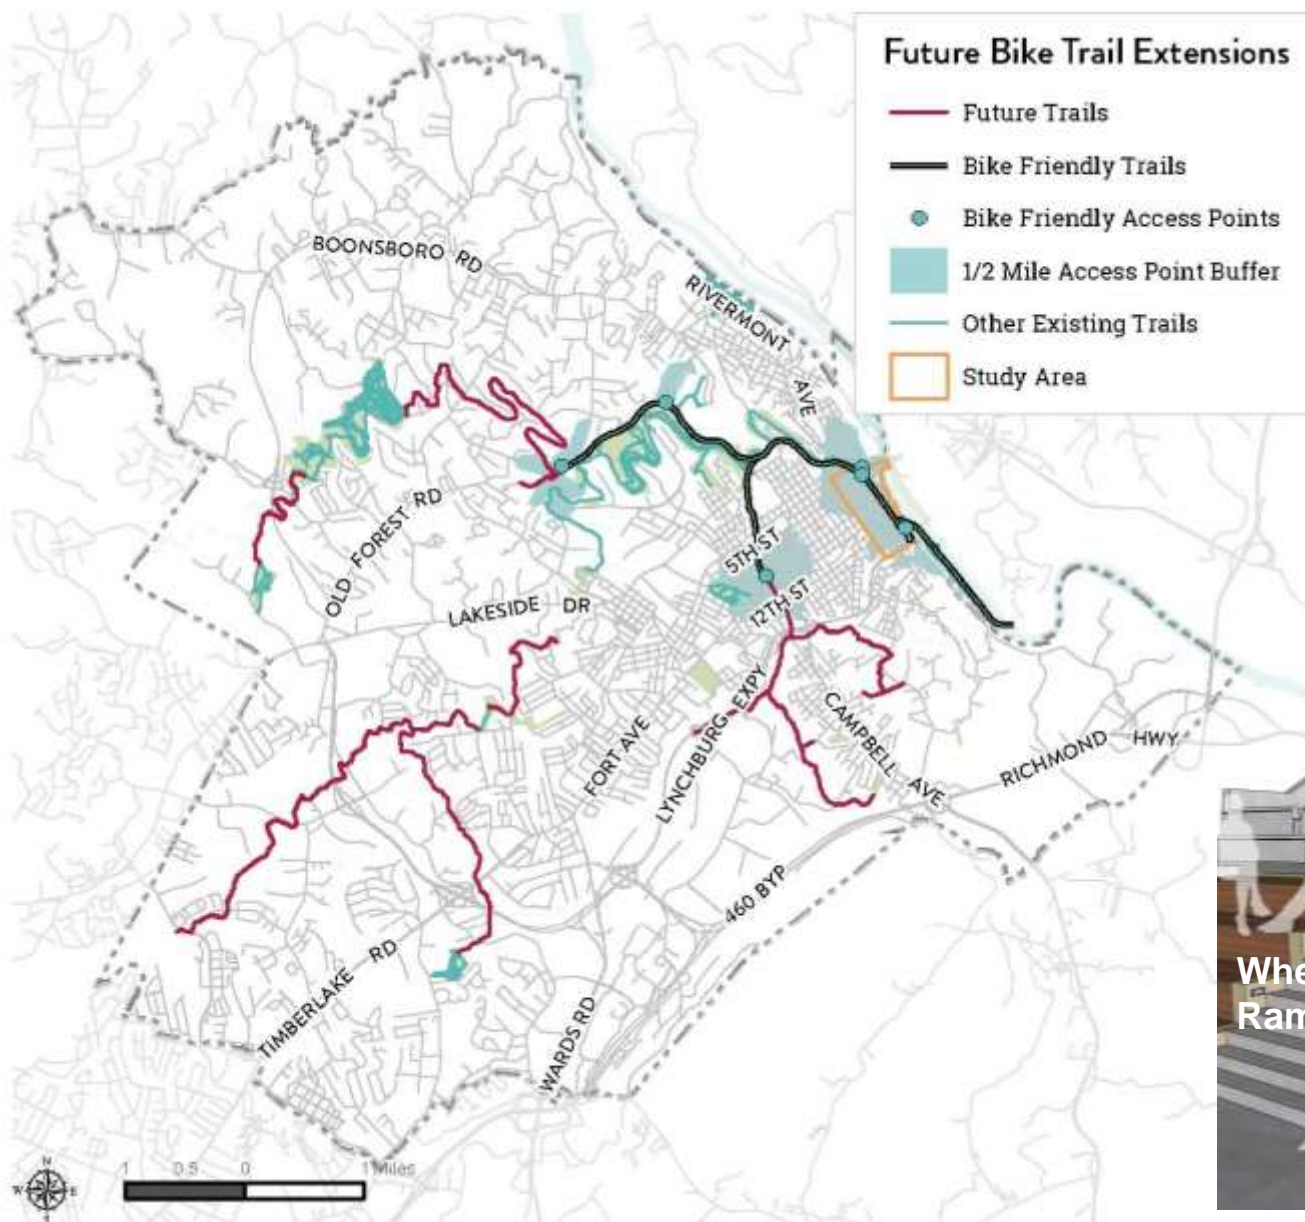 Future Bike Trail Extensions
Future Trails
Bike Friendly Trails
Bike Friendly Access Points
1/2 Mile Access Point Buffer
Other Existing Trails
Study Area
BOONSBORO RD
RIVERMONT AVE
OLD FOREST RD
5TH ST
LAKESIDE DR
12TH ST
FORT AVE
LYNCHBURG EXPY
CAMPBELL AVE
RICHMOND HWY
460 BYP
TIMBERLAKE RD
WARDS RD
1 0.5 0 1 Miles
N
W E